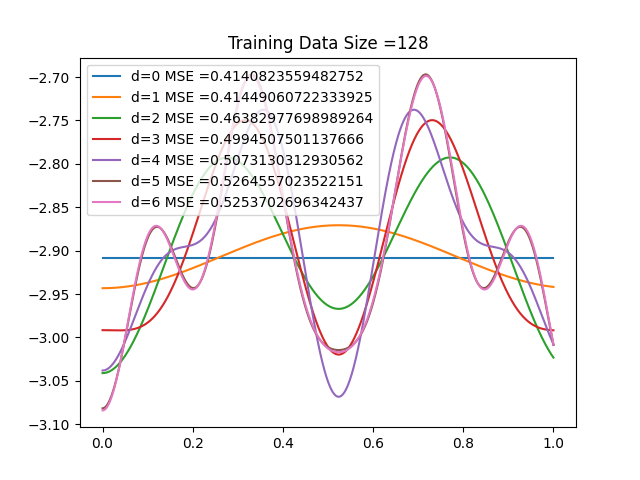 Training Data Size =128
d=0 MSE =0.4140823559482752
d=1 MSE =0.41449060722333925
d=2 MSE =0.46382977698989264
d=3 MSE =0.4994507501137666
d=4 MSE =0.5073130312930562
d=5 MSE =0.5264557023522151
d=6 MSE =0.5253702696342437
−2.70
−2.75
−2.80
−2.85
−2.90
−2.95
−3.00
−3.05
−3.10
0.0 0.2 0.4 0.6 0.8 1.0